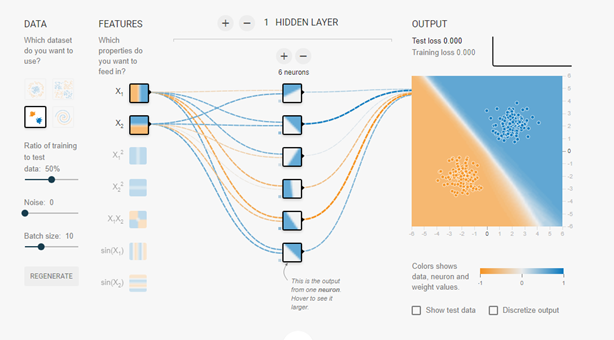 DATA
Which dataset
do you want to
use?
Ratio of training
to test
data: 50%
Noise: 0
Batch size: 10
REGENERATE
FEATURES
Which
properties do
you want to
feed in?
X₁
X₂
X₁²
X₂²
X₁X₂
sin(X₁)
sin(X₂)
+ − 1 HIDDEN LAYER
+ −
6 neurons
This is the output
from one neuron.
Hover to see it
larger.
OUTPUT
Test loss 0.000
Training loss 0.000
6
5
4
3
2
1
0
-1
-2
-3
-4
-5
-6
-6 -5 -4 -3 -2 -1 0 1 2 3 4 5 6
Colors shows
data, neuron and
weight values.
-1 0 1
Show test data
Discretize output